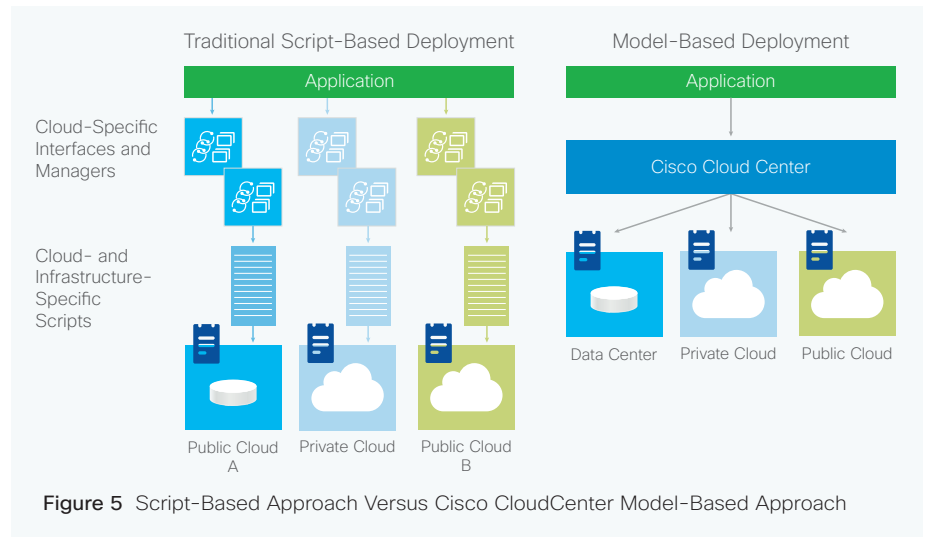 Traditional Script-Based Deployment
Application
Cloud-Specific
Interfaces and
Managers
Cloud- and
Infrastructure-
Specific
Scripts
Public Cloud
A
Private Cloud
Public Cloud
B
Model-Based Deployment
Application
Cisco Cloud Center
Data Center
Private Cloud
Public Cloud
Figure 5 Script-Based Approach Versus Cisco CloudCenter Model-Based Approach